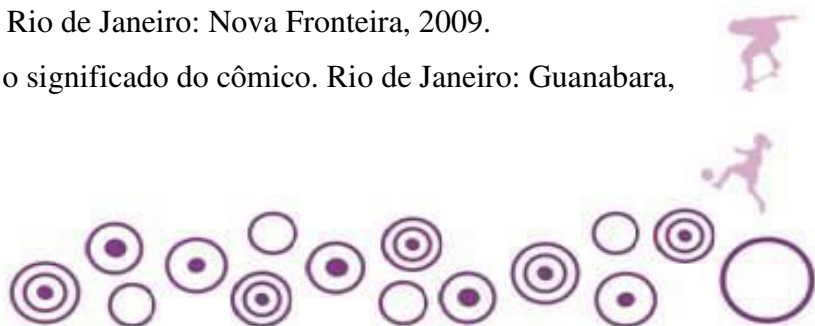 Rio de Janeiro: Nova Fronteira, 2009.
o significado do cômico. Rio de Janeiro: Guanabara,